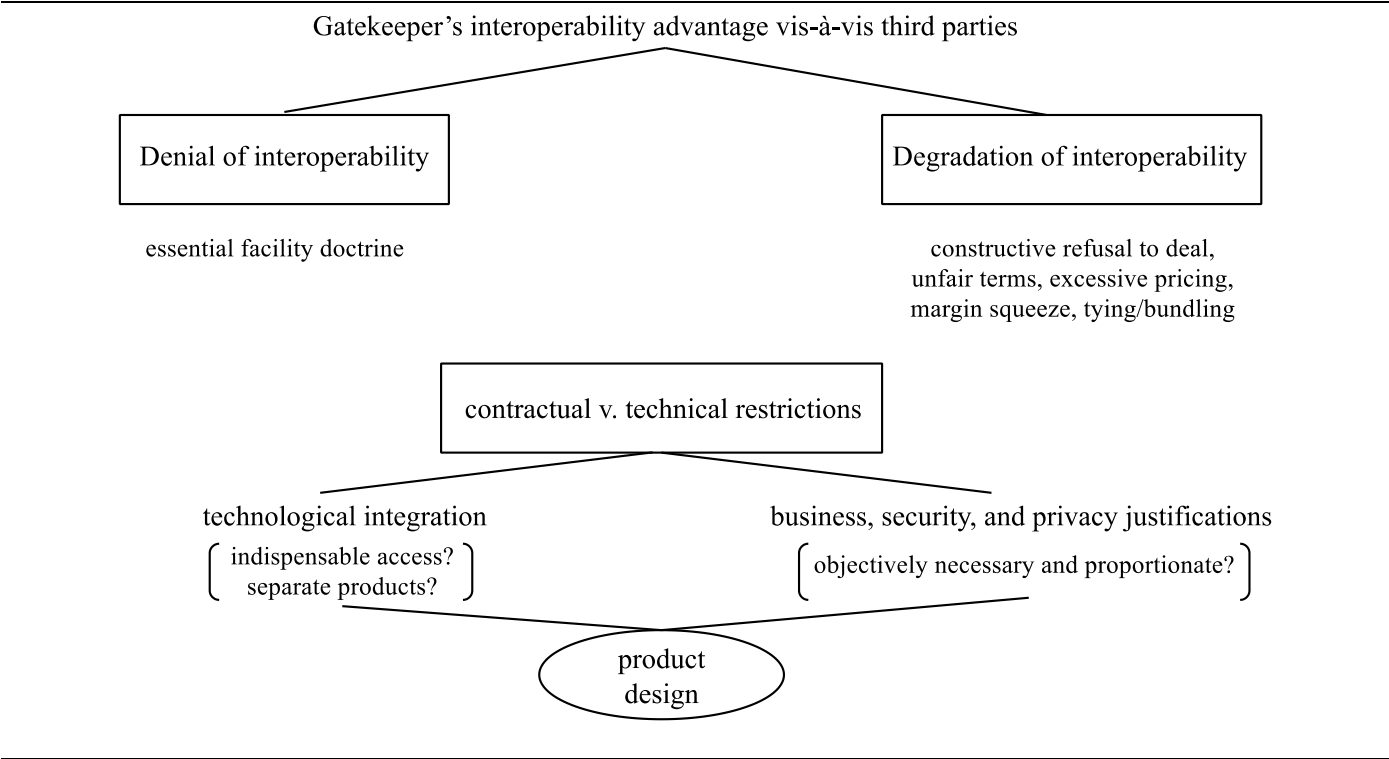 Gatekeeper’s interoperability advantage vis-à-vis third parties
Denial of interoperability
Degradation of interoperability
essential facility doctrine
constructive refusal to deal,
unfair terms, excessive pricing,
margin squeeze, tying/bundling
contractual v. technical restrictions
technological integration
indispensable access?
separate products?
business, security, and privacy justifications
objectively necessary and proportionate?
product
design